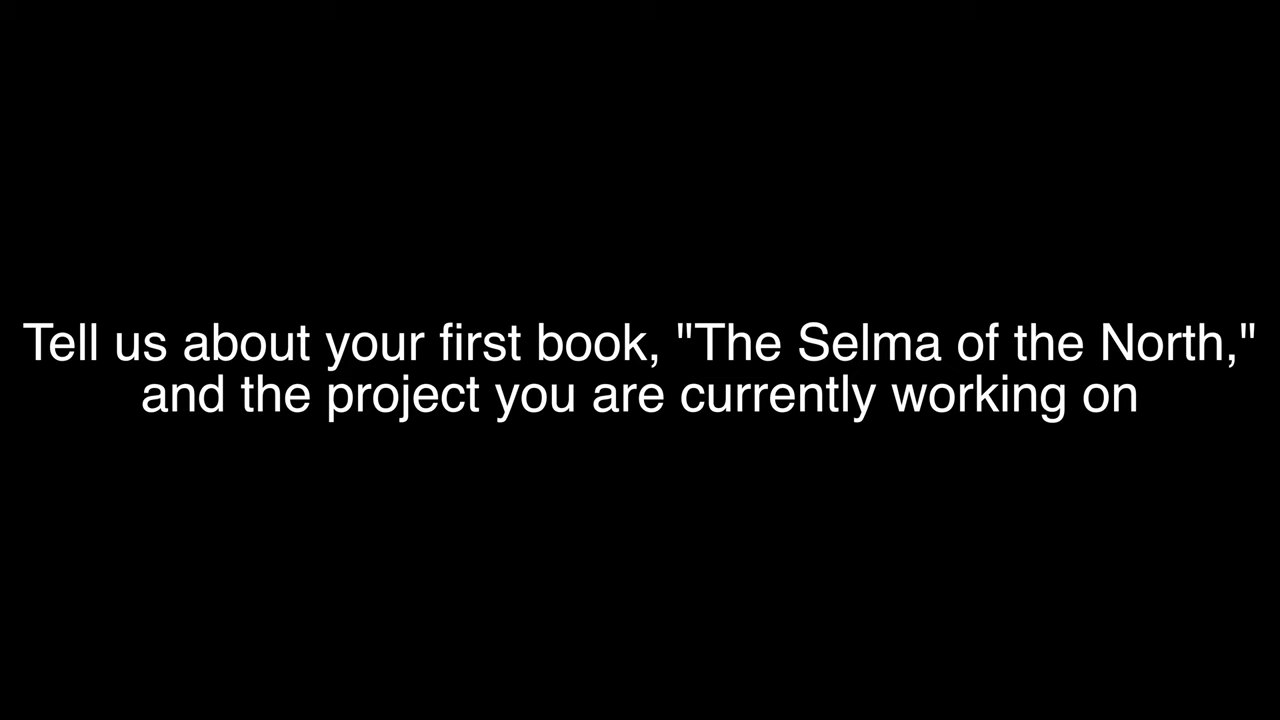 Tell us about your first book, "The Selma of the North,"
and the project you are currently working on